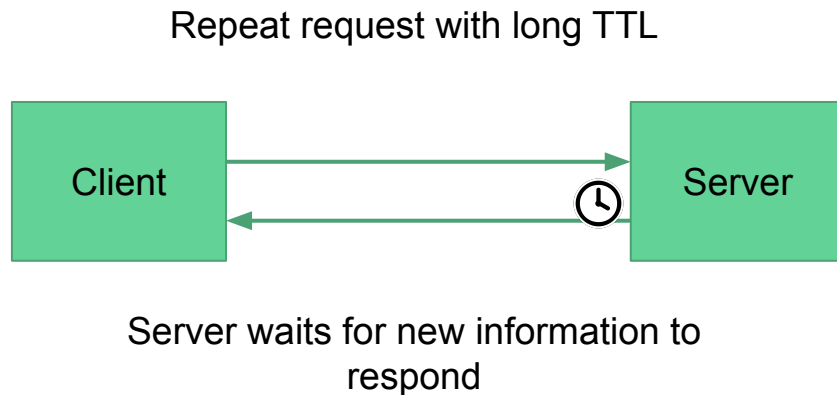 Repeat request with long TTL
Client
Server
Server waits for new information to
respond